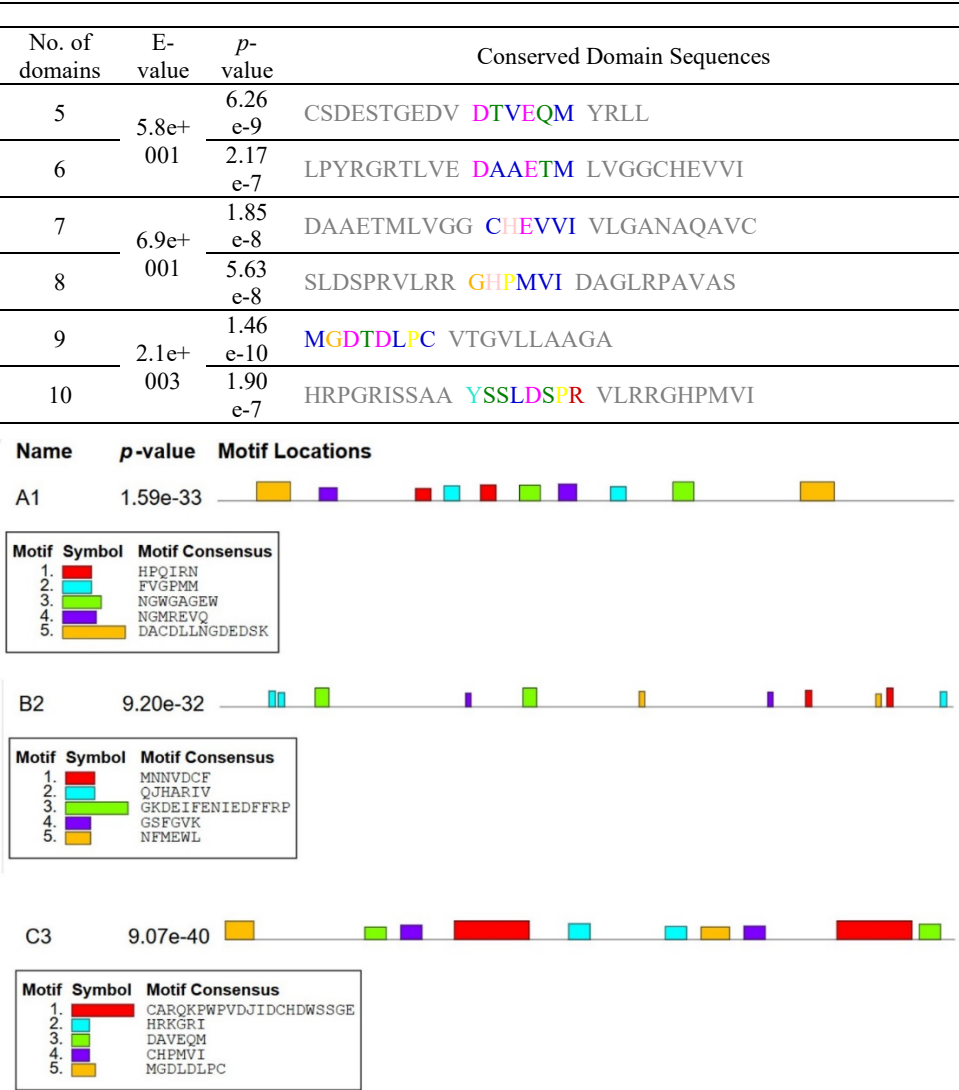 No. of domains E-value p-value Conserved Domain Sequences
5 5.8e+001 6.26e-9 CSDESTGEDV DTVEQM YRLL
6 2.17e-7 LPYRGRTLVE DAAETM LVGGCHEVVI
7 6.9e+001 1.85e-8 DAAETMLVGG CHEVVI VLGANAQAVC
8 5.63e-8 SLDSPRVLRR GHPMVI DAGLRPAVAS
9 2.1e+003 1.46e-10 MGDTDLPC VTGVLLAAGA
10 1.90e-7 HRPGRISSAA YSSLDSPR VLRRGHPMVI
Name p-value Motif Locations
A1 1.59e-33
Motif Symbol Motif Consensus
1. HPQIRN
2. FVGPMM
3. NGWGAGEW
4. NGMREVQ
5. DACDLLNGDEDSK
B2 9.20e-32
Motif Symbol Motif Consensus
1. MNNVDCF
2. QJHARIV
3. GKDEIFENIEDFFRP
4. GSFGVK
5. NFMEWL
C3 9.07e-40
Motif Symbol Motif Consensus
1. CARQKPWPVDJIDCHDWSSGE
2. HRKGRI
3. DAVEQM
4. CHPMVI
5. MGDLDLPC